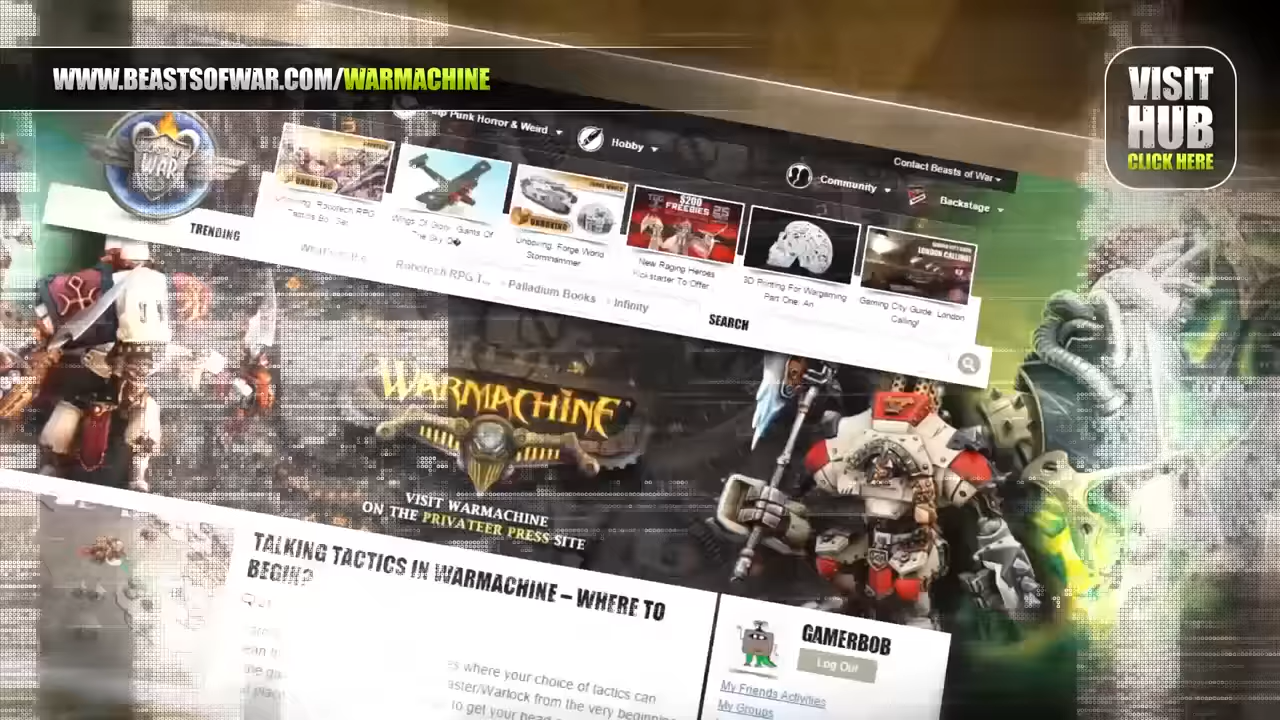 WWW.BEASTSOFWAR.COM/WARMACHINE
VISIT
HUB
CLICK HERE
Punk Horror & Weird
Hobby
Community
Contact Beasts of War
Backstage
WAR
TRENDING
UNBOXING
$200
FREEBIES
LONDON CALLING!
Unboxing: Robotech RPG
Tactics
Wings Of Glory: Giants Of
The Sky
Unboxing: Forge World
Stormhammer
New Raging Heroes
Kickstarter To Offer
3D Printing For Wargaming
Part One: An
Gaming City Guide: London
Calling!
Robotech RPG T...
Palladium Books
Infinity
SEARCH
WARMACHINE
VISIT WARMACHINE
ON THE PRIVATEER PRESS SITE
TALKING TACTICS IN WARMACHINE – WHERE TO
BEGIN?
where your choice of tactics can
from the very beginning
to get your head
GAMERBOB
Log Out
My Friends Activities
My Groups